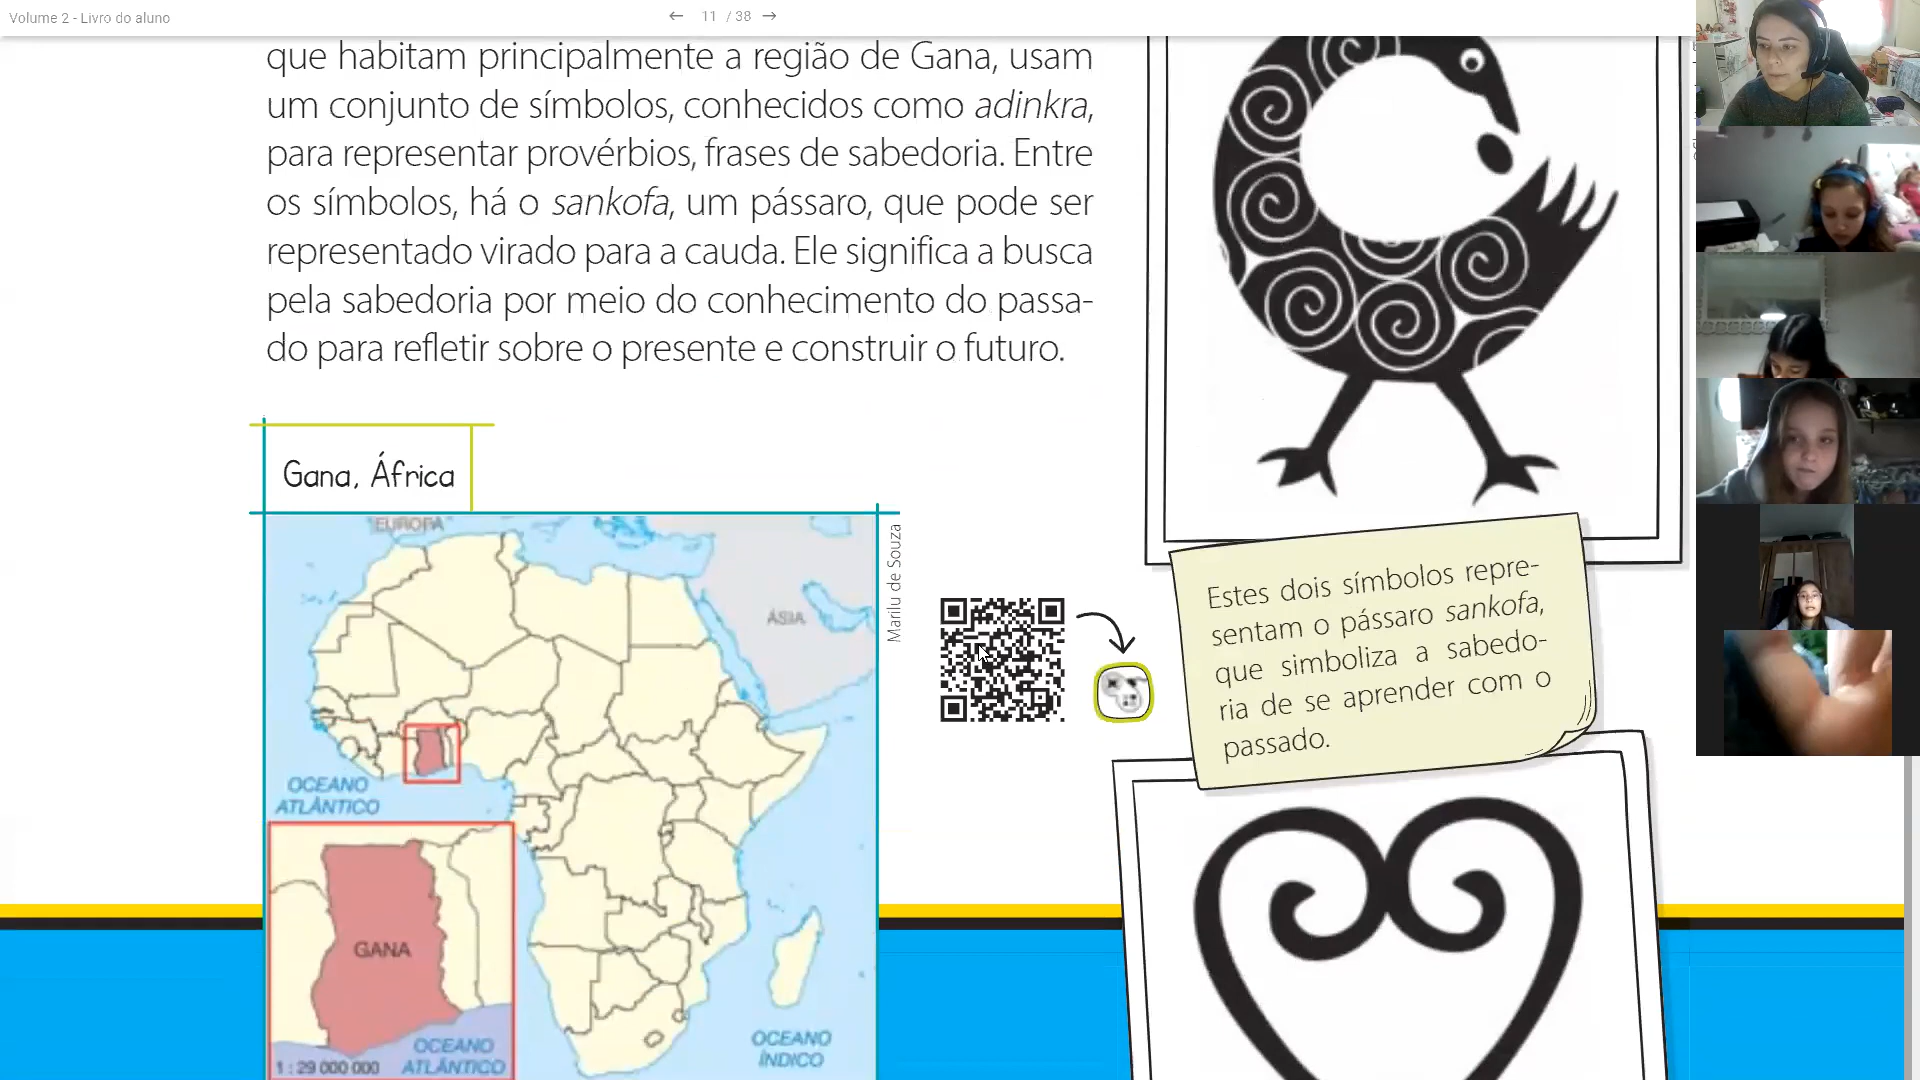 Volume 2 - Livro do aluno
11 / 38
que habitam principalmente a região de Gana, usam
um conjunto de símbolos, conhecidos como adinkra,
para representar provérbios, frases de sabedoria. Entre
os símbolos, há o sankofa, um pássaro, que pode ser
representado virado para a cauda. Ele significa a busca
pela sabedoria por meio do conhecimento do passa-
do para refletir sobre o presente e construir o futuro.
Gana, África
EUROPA
ÁSIA
OCEANO
ATLÂNTICO
GANA
OCEANO
ATLÂNTICO
1 : 29 000 000
OCEANO
ÍNDICO
Marilu de Souza
Estes dois símbolos repre-
sentam o pássaro sankofa,
que simboliza a sabedo-
ria de se aprender com o
passado.